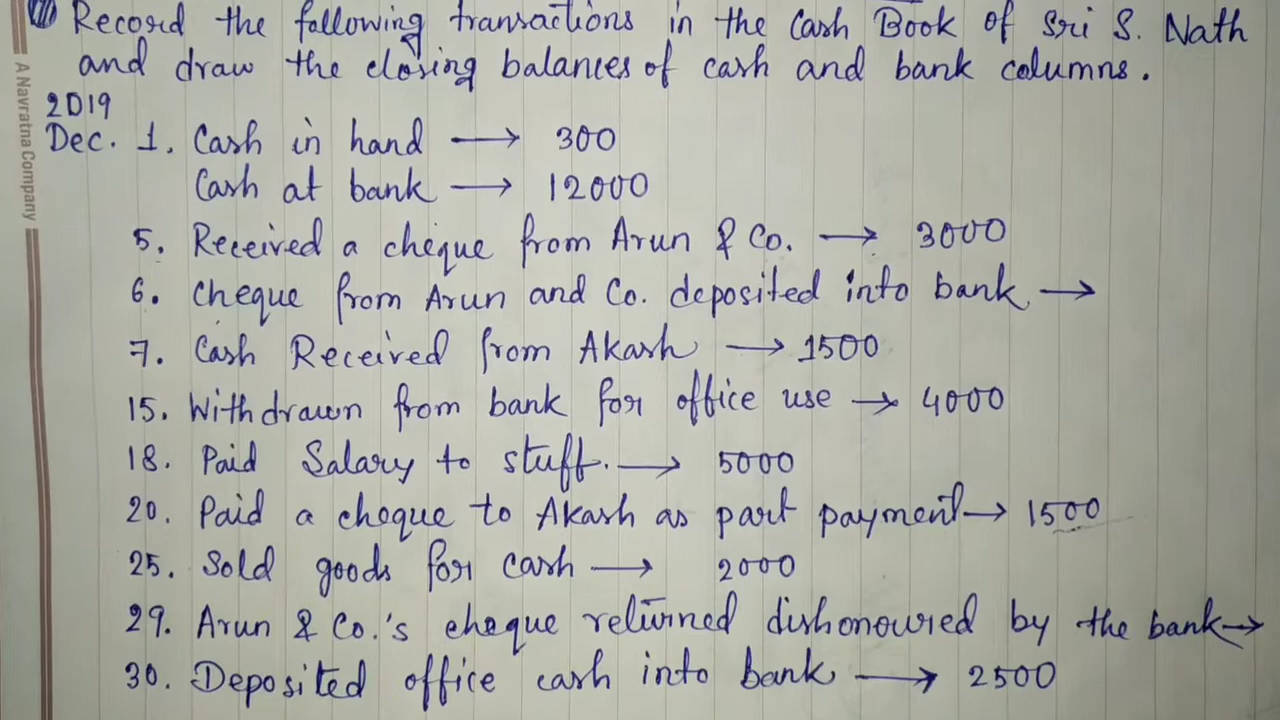 Record the following transactions in the Cash Book of Sri S. Nath
and draw the closing balances of cash and bank columns.
2019
Dec. 1. Cash in hand → 300
Cash at bank → 12000
5. Received a cheque from Arun & Co. → 3000
6. Cheque from Arun and Co. deposited into bank →
7. Cash Received from Akash → 1500
15. Withdrawn from bank for office use → 4000
18. Paid Salary to stuff. → 5000
20. Paid a cheque to Akash as part payment → 1500
25. Sold goods for cash → 2000
29. Arun & Co.'s cheque returned dishonoured by the bank →
30. Deposited office cash into bank → 2500
A Navratna Company